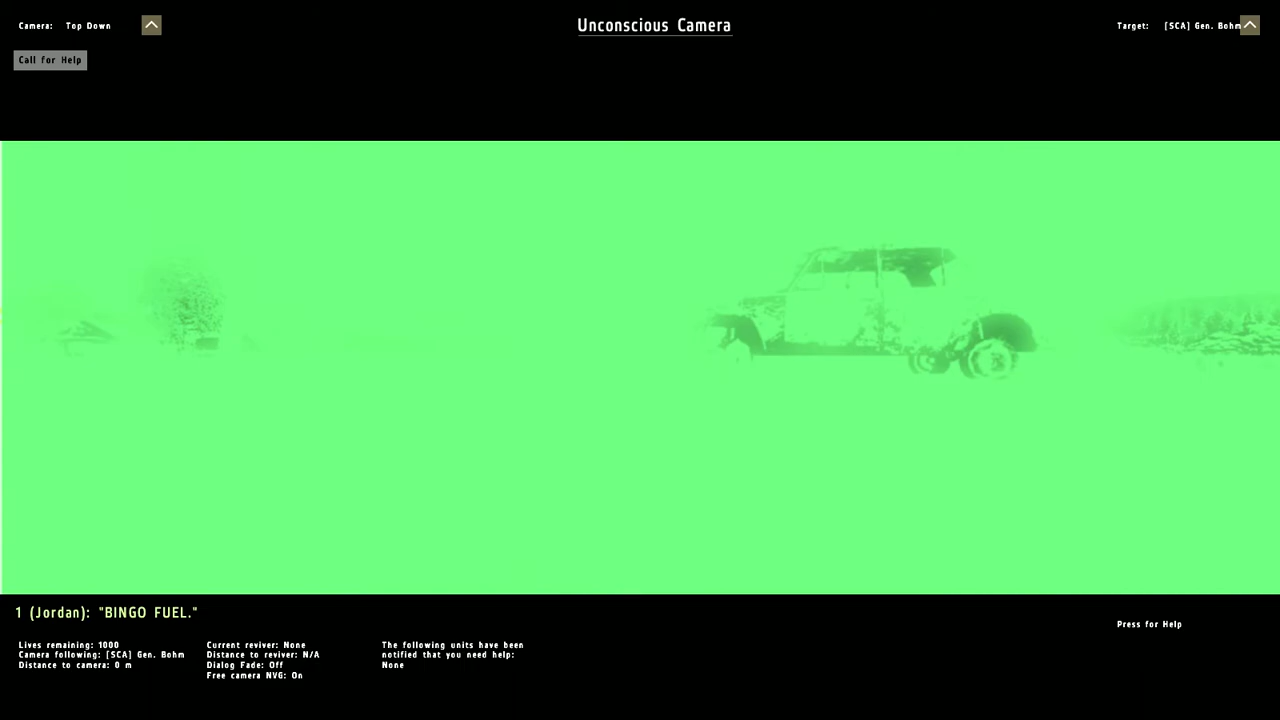 Camera: Top Down
Unconscious Camera
Target: [SCA] Gen. Bohm
Call for Help
1 (Jordan): "BINGO FUEL."
Press for Help
Lives remaining: 1000
Camera following: [SCA] Gen. Bohm
Distance to camera: 0 m
Current reviver: None
Distance to reviver: N/A
Dialog Fade: Off
Free camera NVG: On
The following units have been
notified that you need help:
None